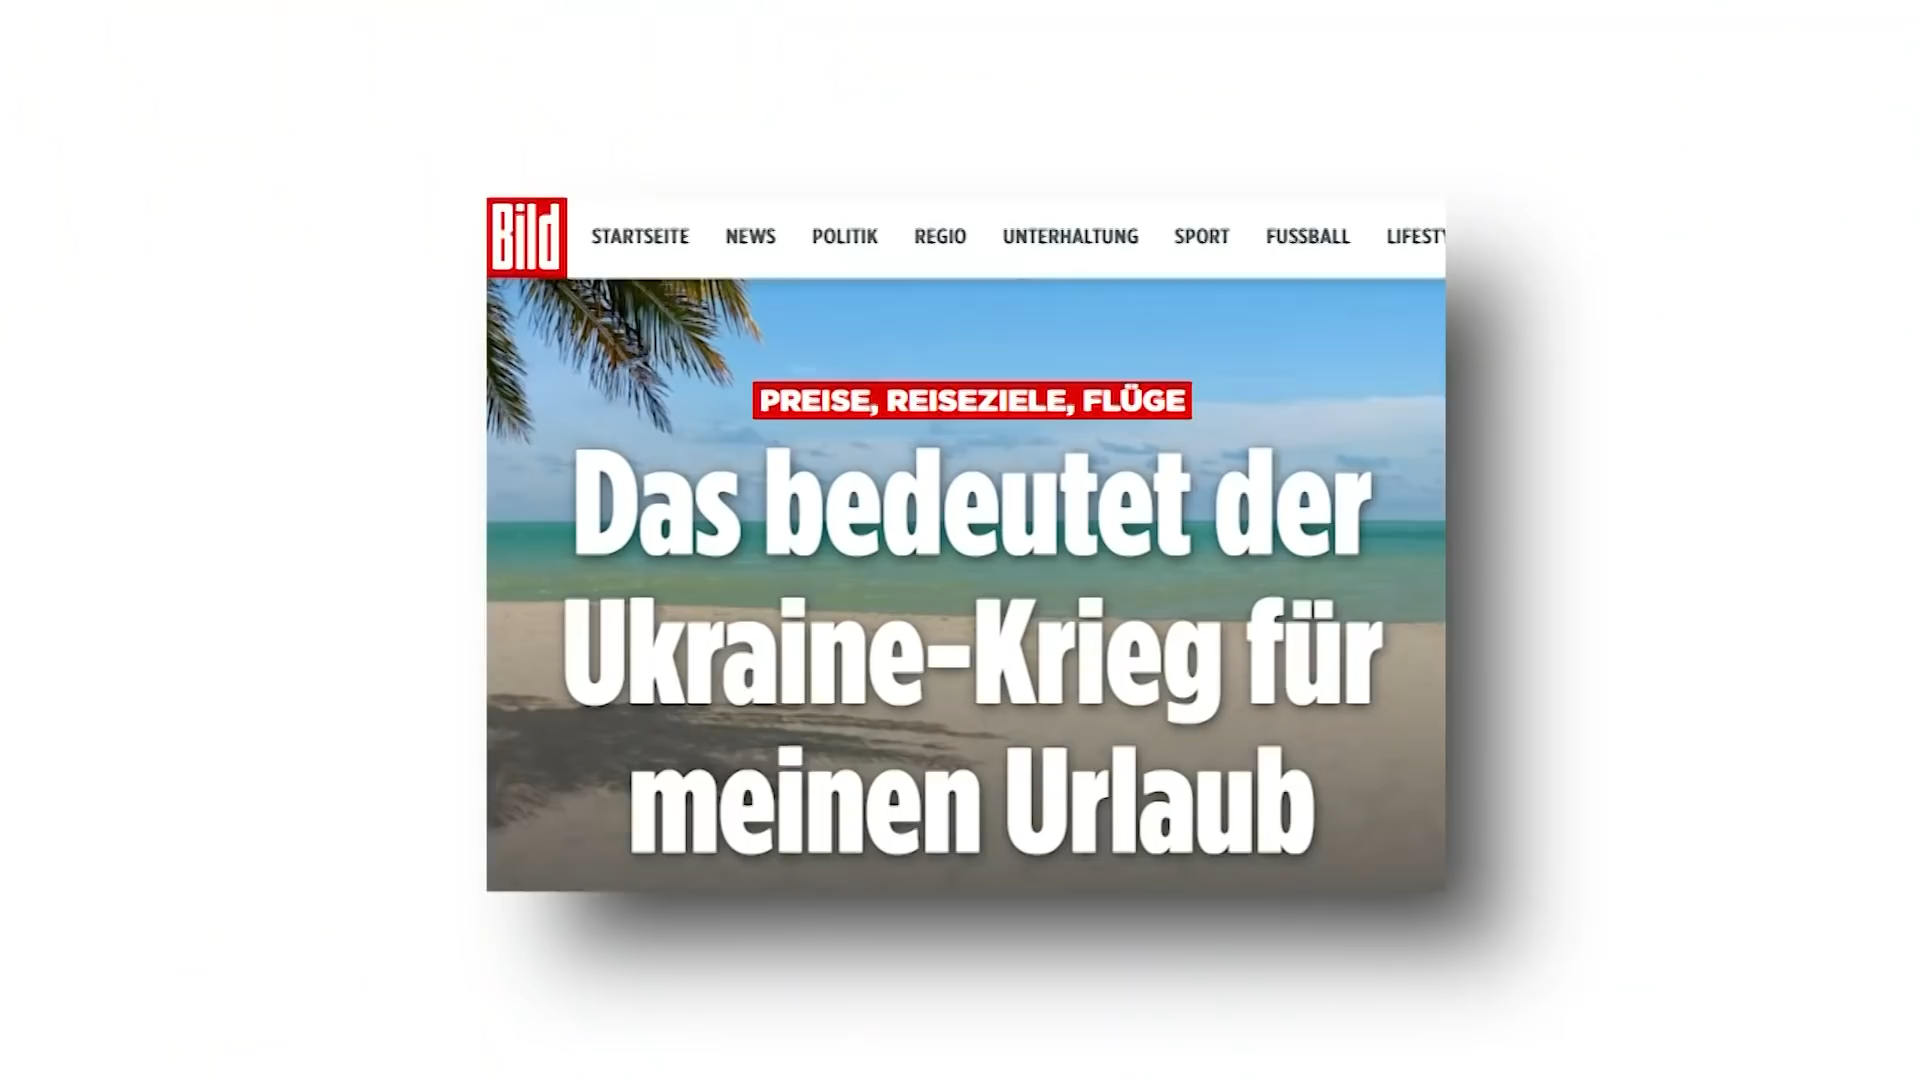 Bild
STARTSEITE NEWS POLITIK REGIO UNTERHALTUNG SPORT FUSSBALL LIFESTY
PREISE, REISEZIELE, FLÜGE
Das bedeutet der
Ukraine-Krieg für
meinen Urlaub